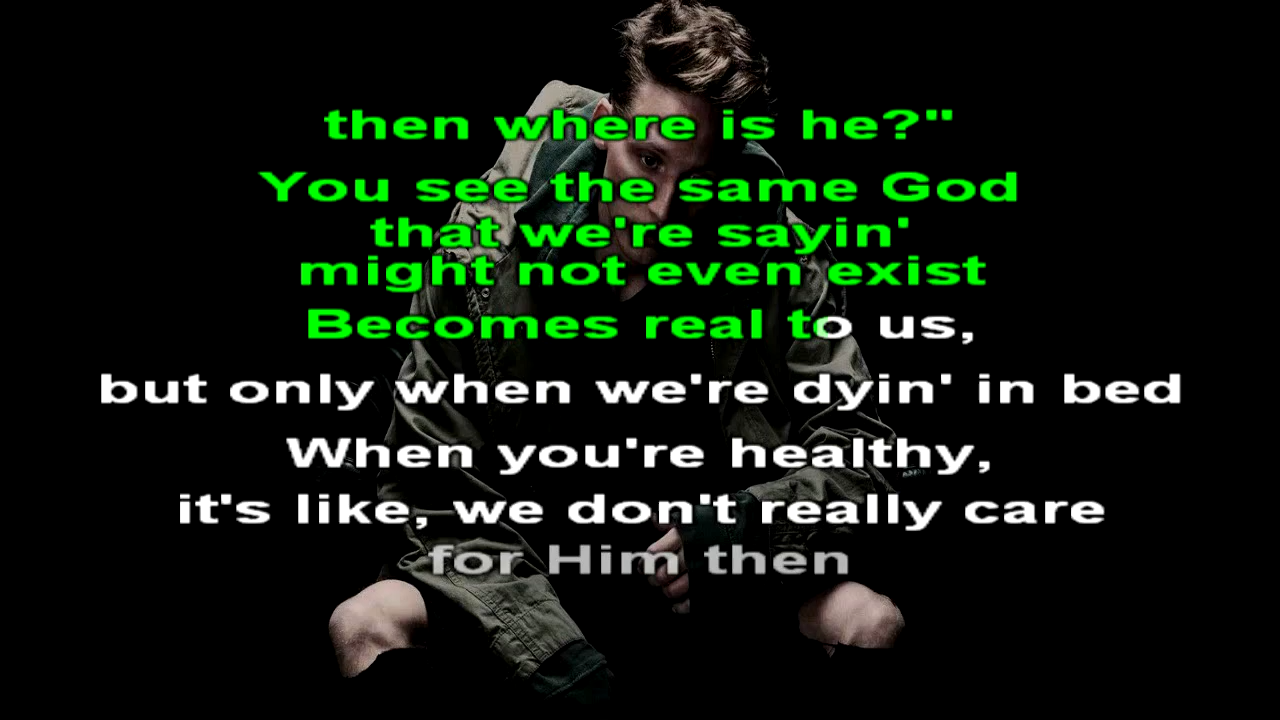 then where is he?"
You see the same God
that we're sayin'
might not even exist
Becomes real to us,
but only when we're dyin' in bed
When you're healthy,
it's like, we don't really care
for Him then